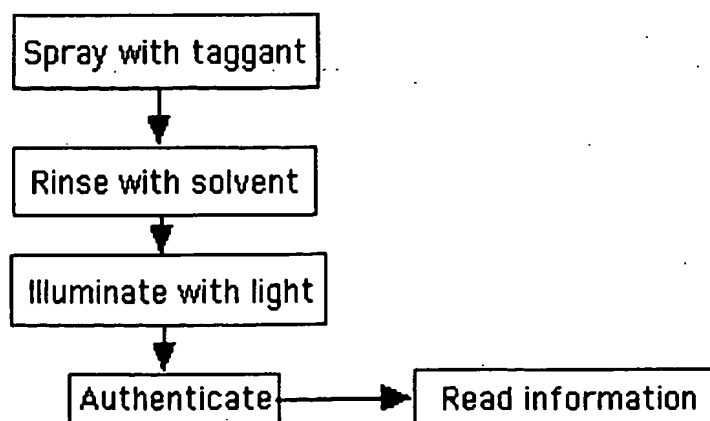 Spray with taggant
Rinse with solvent
Illuminate with light
Authenticate
Read information